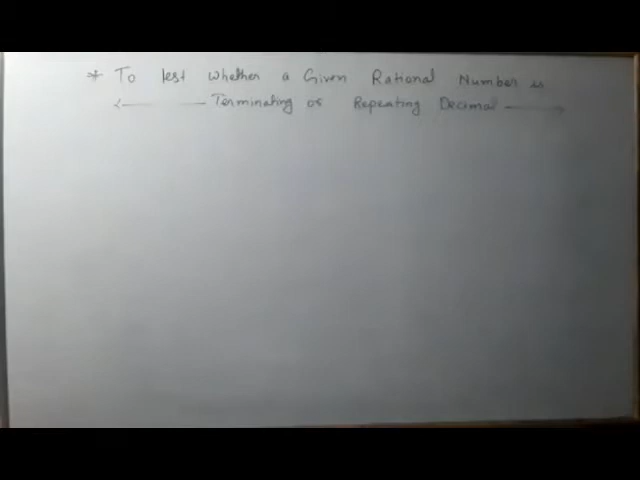 * To test whether a Given Rational Number is
Terminating or Repeating Decimal